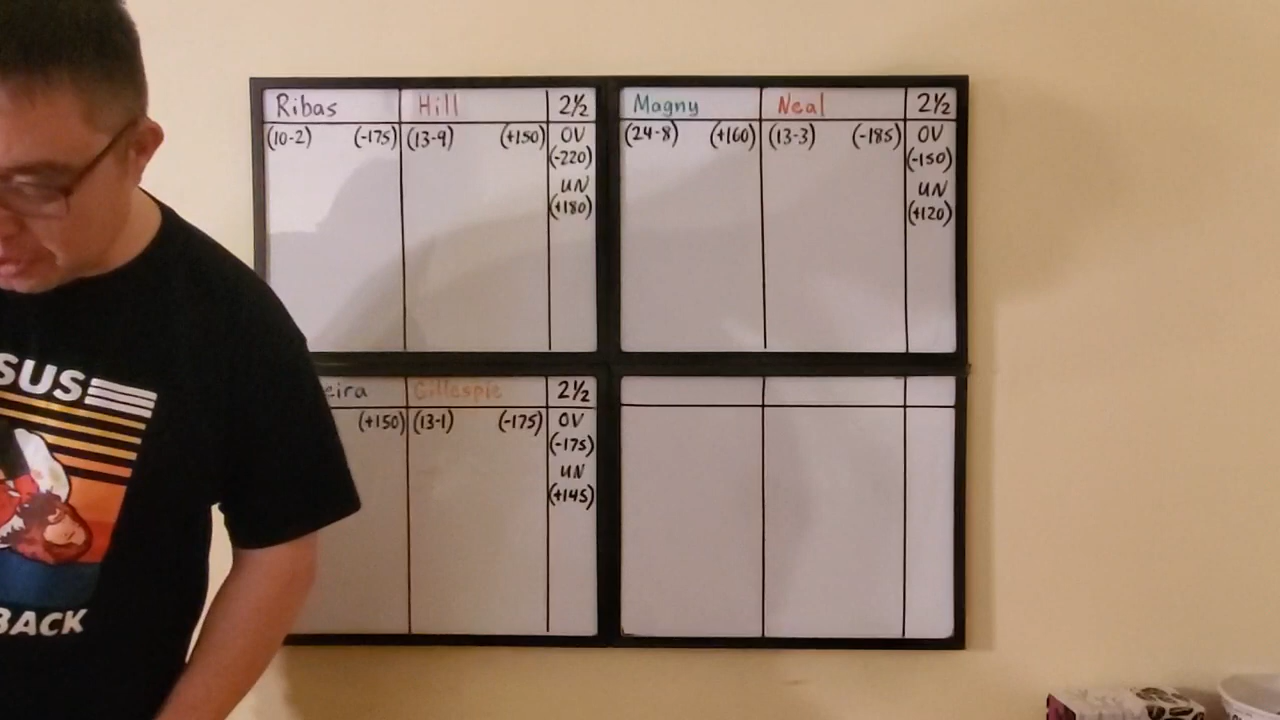 Ribas Hill 2½
(10-2) (-175) (13-9) (+150) OV
(-220)
UN
(+180)
Magny Neal 2½
(24-8) (+160) (13-3) (-185) OV
(-150)
UN
(+120)
eira Gillespie 2½
(+150) (13-1) (-175) OV
(-175)
UN
(+145)
SUS
BACK